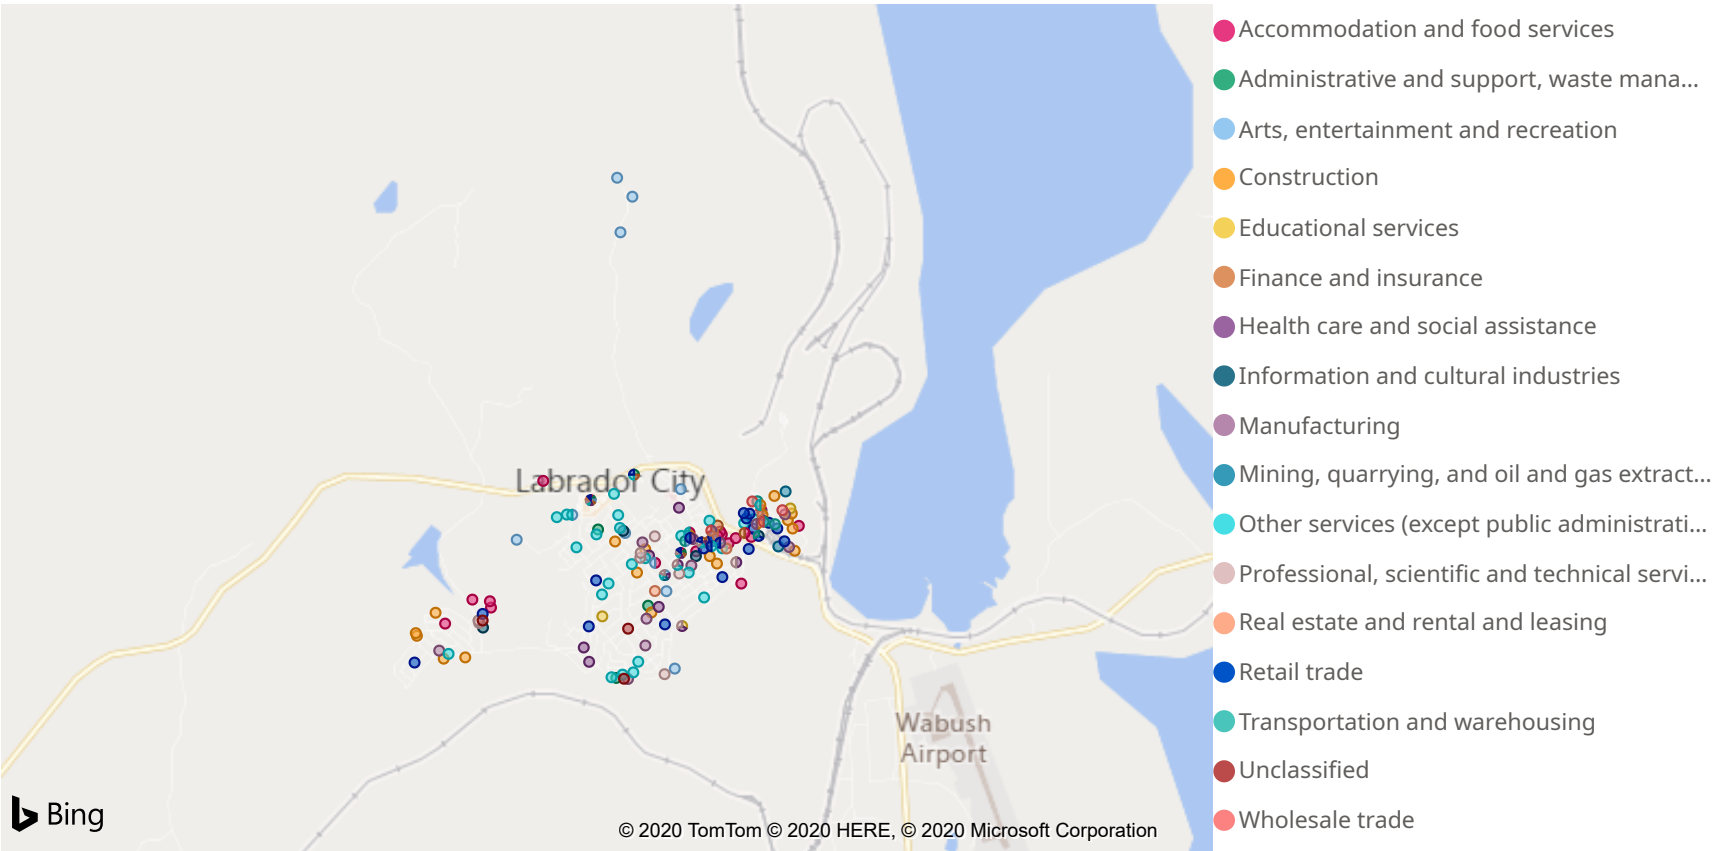 Labrador City
Wabush
Airport
Bing
© 2020 TomTom © 2020 HERE, © 2020 Microsoft Corporation
Accommodation and food services
Administrative and support, waste mana...
Arts, entertainment and recreation
Construction
Educational services
Finance and insurance
Health care and social assistance
Information and cultural industries
Manufacturing
Mining, quarrying, and oil and gas extract...
Other services (except public administrati...
Professional, scientific and technical servi...
Real estate and rental and leasing
Retail trade
Transportation and warehousing
Unclassified
Wholesale trade